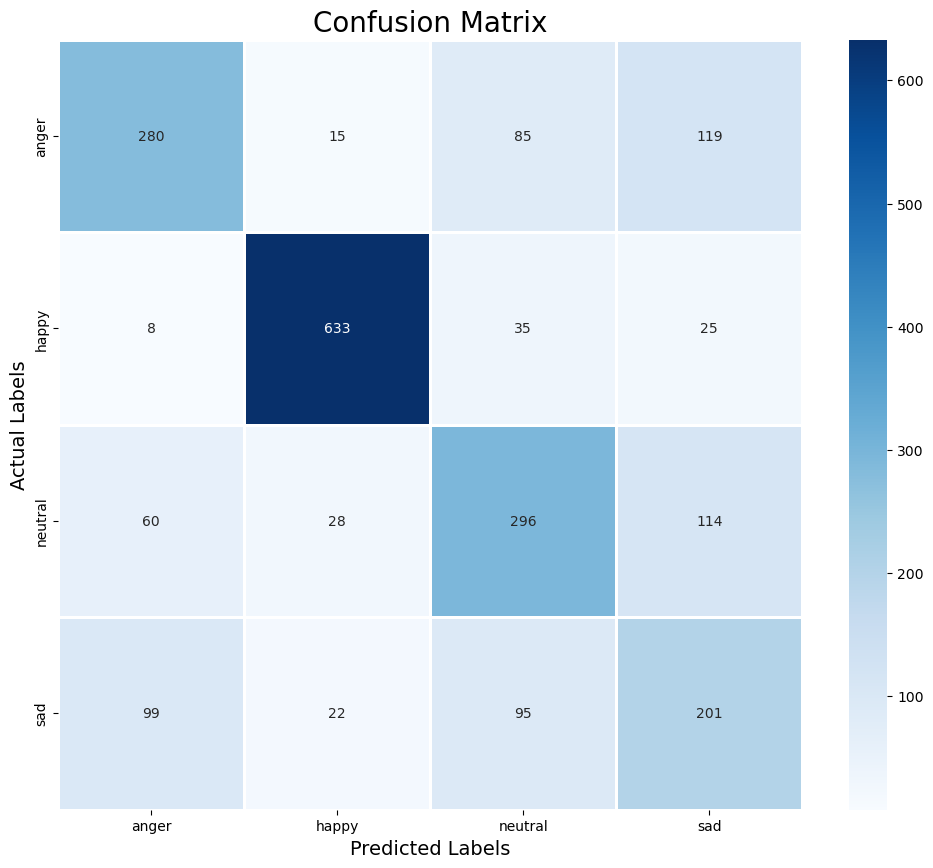 Confusion Matrix
Actual Labels
anger 280 15 85 119
happy 8 633 35 25
neutral 60 28 296 114
sad 99 22 95 201
anger happy neutral sad
Predicted Labels
600
500
400
300
200
100